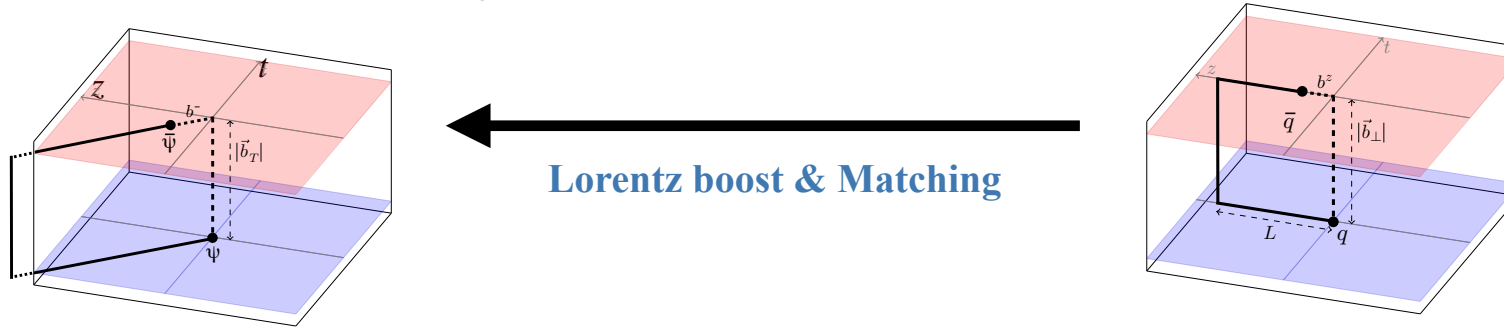 t
z
b⁻
ψ̄
|b⃗_T|
ψ
Lorentz boost & Matching
t
z
b^z
q̄
|b⃗_⊥|
L
q